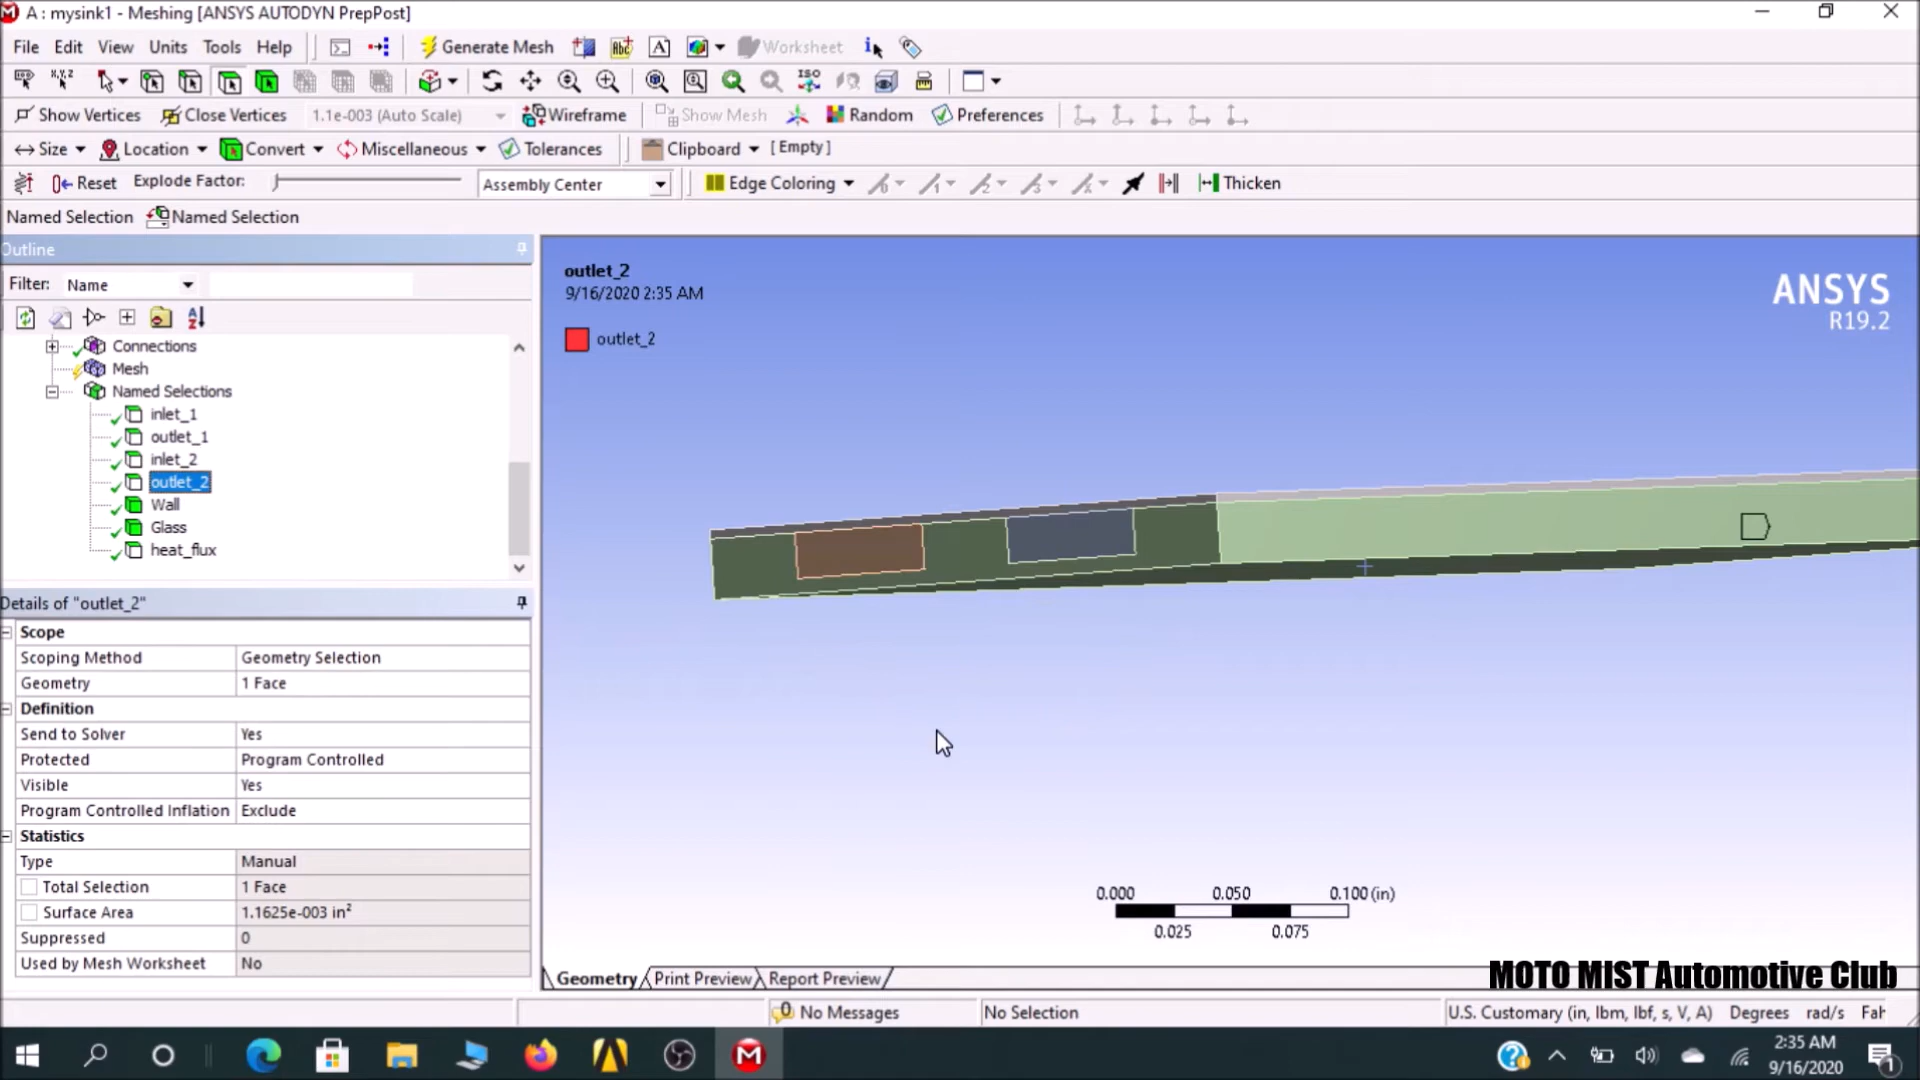 A : mysink1 - Meshing [ANSYS AUTODYN PrepPost]
File Edit View Units Tools Help Generate Mesh Worksheet
Show Vertices Close Vertices 1.1e-003 (Auto Scale) Wireframe Show Mesh Random Preferences
Size Location Convert Miscellaneous Tolerances Clipboard [ Empty ]
Reset Explode Factor: Assembly Center Edge Coloring Thicken
Named Selection Named Selection
Outline
Filter: Name
Connections
Mesh
Named Selections
inlet_1
outlet_1
inlet_2
outlet_2
Wall
Glass
heat_flux
Details of "outlet_2"
Scope
Scoping Method Geometry Selection
Geometry 1 Face
Definition
Send to Solver Yes
Protected Program Controlled
Visible Yes
Program Controlled Inflation Exclude
Statistics
Type Manual
Total Selection 1 Face
Surface Area 1.1625e-003 in²
Suppressed 0
Used by Mesh Worksheet No
outlet_2
9/16/2020 2:35 AM
outlet_2
ANSYS
R19.2
0.000 0.050 0.100 (in)
0.025 0.075
MOTO MIST Automotive Club
Geometry Print Preview Report Preview
No Messages No Selection U.S. Customary (in, lbm, lbf, s, V, A) Degrees rad/s Fah
2:35 AM
9/16/2020
1